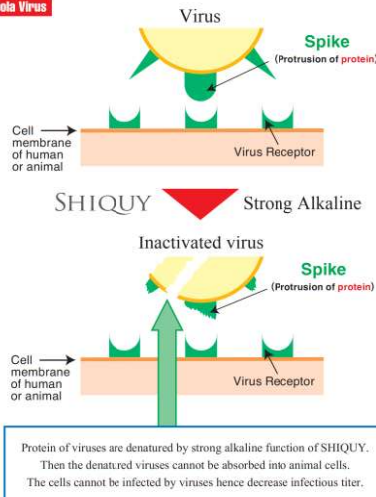 ola Virus
Virus
Spike
(Protrusion of protein)
Cell
membrane
of human
or animal
Virus Receptor
SHIQUY
Strong Alkaline
Inactivated virus
Spike
(Protrusion of protein)
Cell
membrane
of human
or animal
Virus Receptor
Protein of viruses are denatured by strong alkaline function of SHIQUY.
Then the denatured viruses cannot be absorbed into animal cells.
The cells cannot be infected by viruses hence decrease infectious titer.